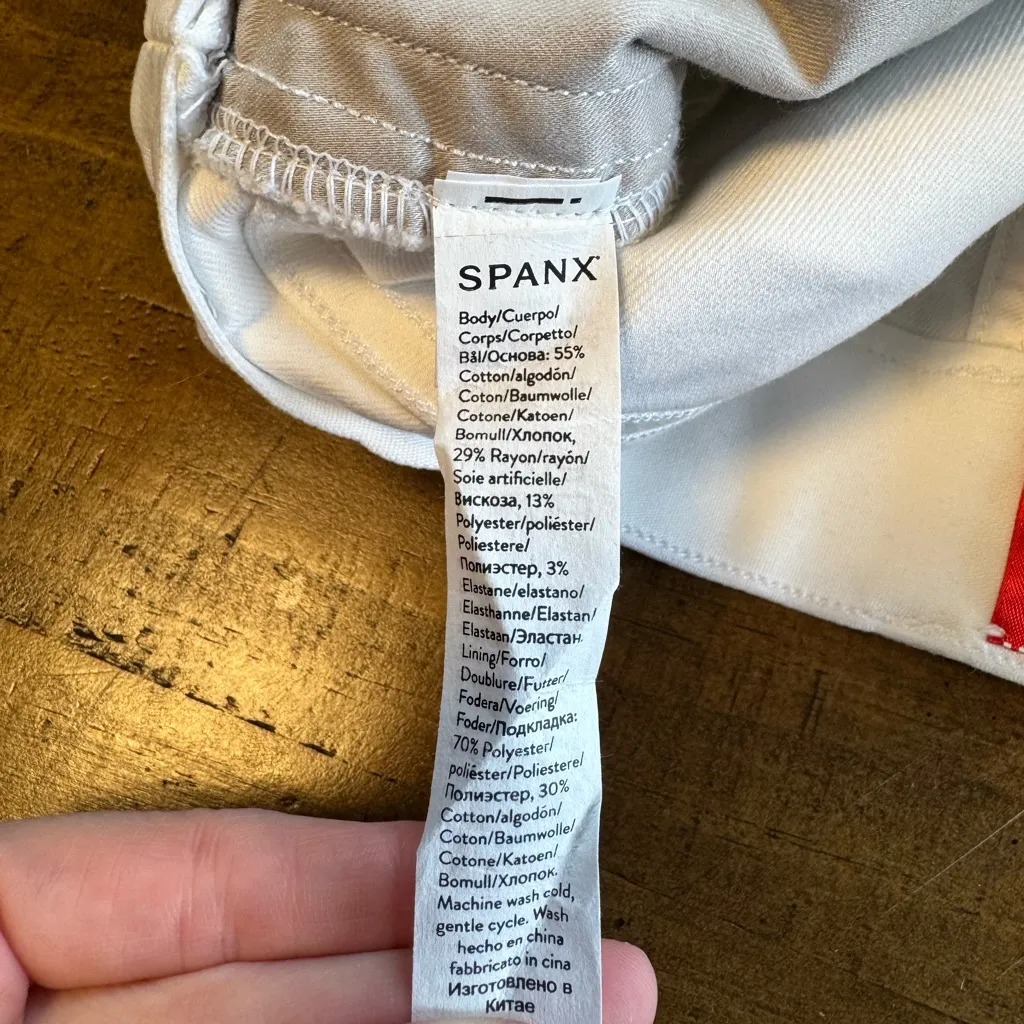 SPANX
Body/Cuerpo/
Corps/Corpetto/
Bål/Основа: 55%
Cotton/algodón/
Coton/Baumwolle/
Cotone/Katoen/
Bomull/Хлопок,
29% Rayon/rayón/
Soie artificielle/
Вискоза, 13%
Polyester/poliéster/
Poliestere/
Полиэстер, 3%
Elastane/elastano/
Elasthanne/Elastan/
Elastaan/Эластан.
Lining/Forro/
Doublure/Futter/
Fodera/Voering/
Foder/Подкладка:
70% Polyester/
poliéster/Poliestere/
Полиэстер, 30%
Cotton/algodón/
Coton/Baumwolle/
Cotone/Katoen/
Bomull/Хлопок.
Machine wash cold,
gentle cycle. Wash
hecho en china
fabbricato in cina
Изготовлено в
Китае